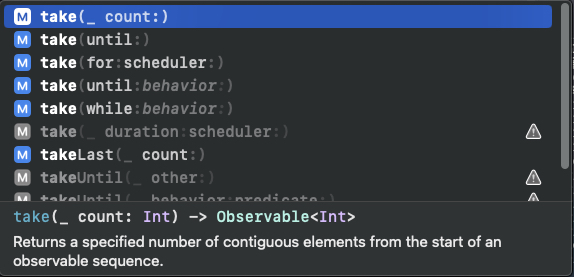 M take(_ count:)
M take(until:)
M take(for:scheduler:)
M take(until:behavior:)
M take(while:behavior:)
M take(_ duration:scheduler:)
M takeLast(_ count:)
M takeUntil(_ other:)
M takeUntil(_ behavior:predicate:)
take(_ count: Int) -> Observable<Int>
Returns a specified number of contiguous elements from the start of an
observable sequence.